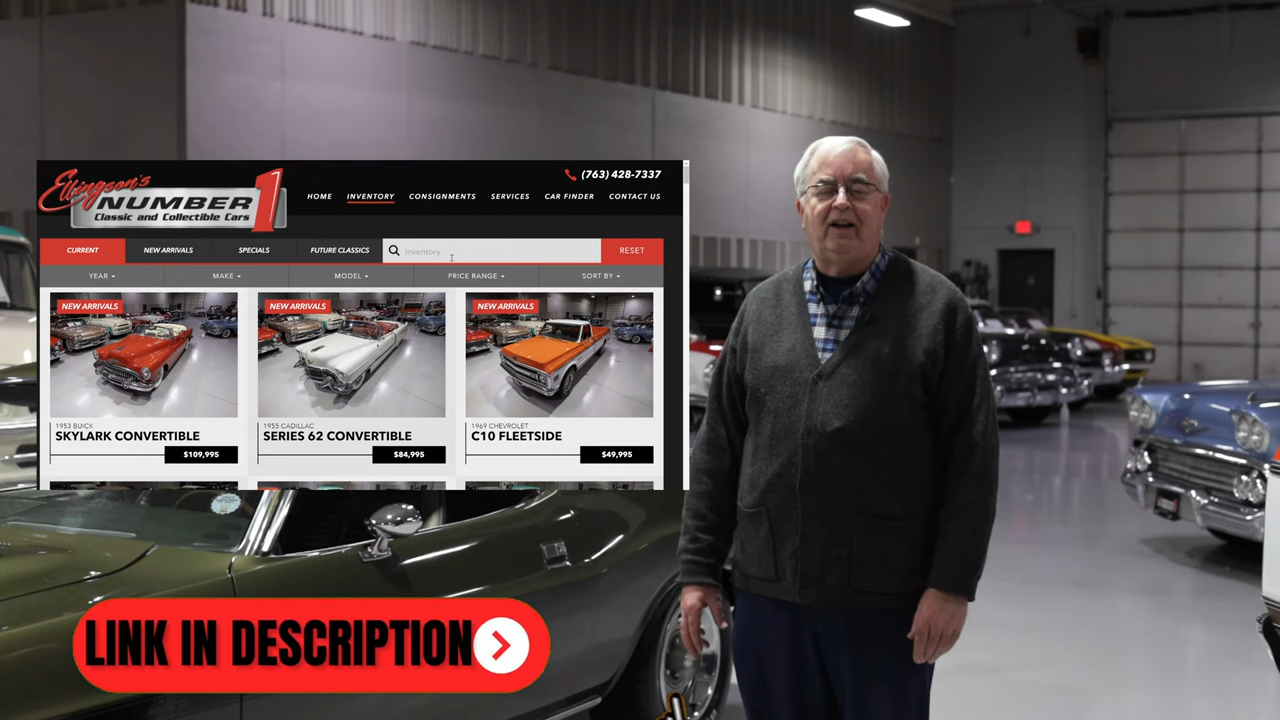 (763) 428-7337
Ellingson's
NUMBER 1
Classic and Collectible Cars
HOME INVENTORY CONSIGNMENTS SERVICES CAR FINDER CONTACT US
CURRENT NEW ARRIVALS SPECIALS FUTURE CLASSICS Inventory RESET
YEAR MAKE MODEL PRICE RANGE SORT BY
NEW ARRIVALS NEW ARRIVALS NEW ARRIVALS
1953 BUICK 1955 CADILLAC 1969 CHEVROLET
SKYLARK CONVERTIBLE SERIES 62 CONVERTIBLE C10 FLEETSIDE
$109,995 $84,995 $49,995
LINK IN DESCRIPTION